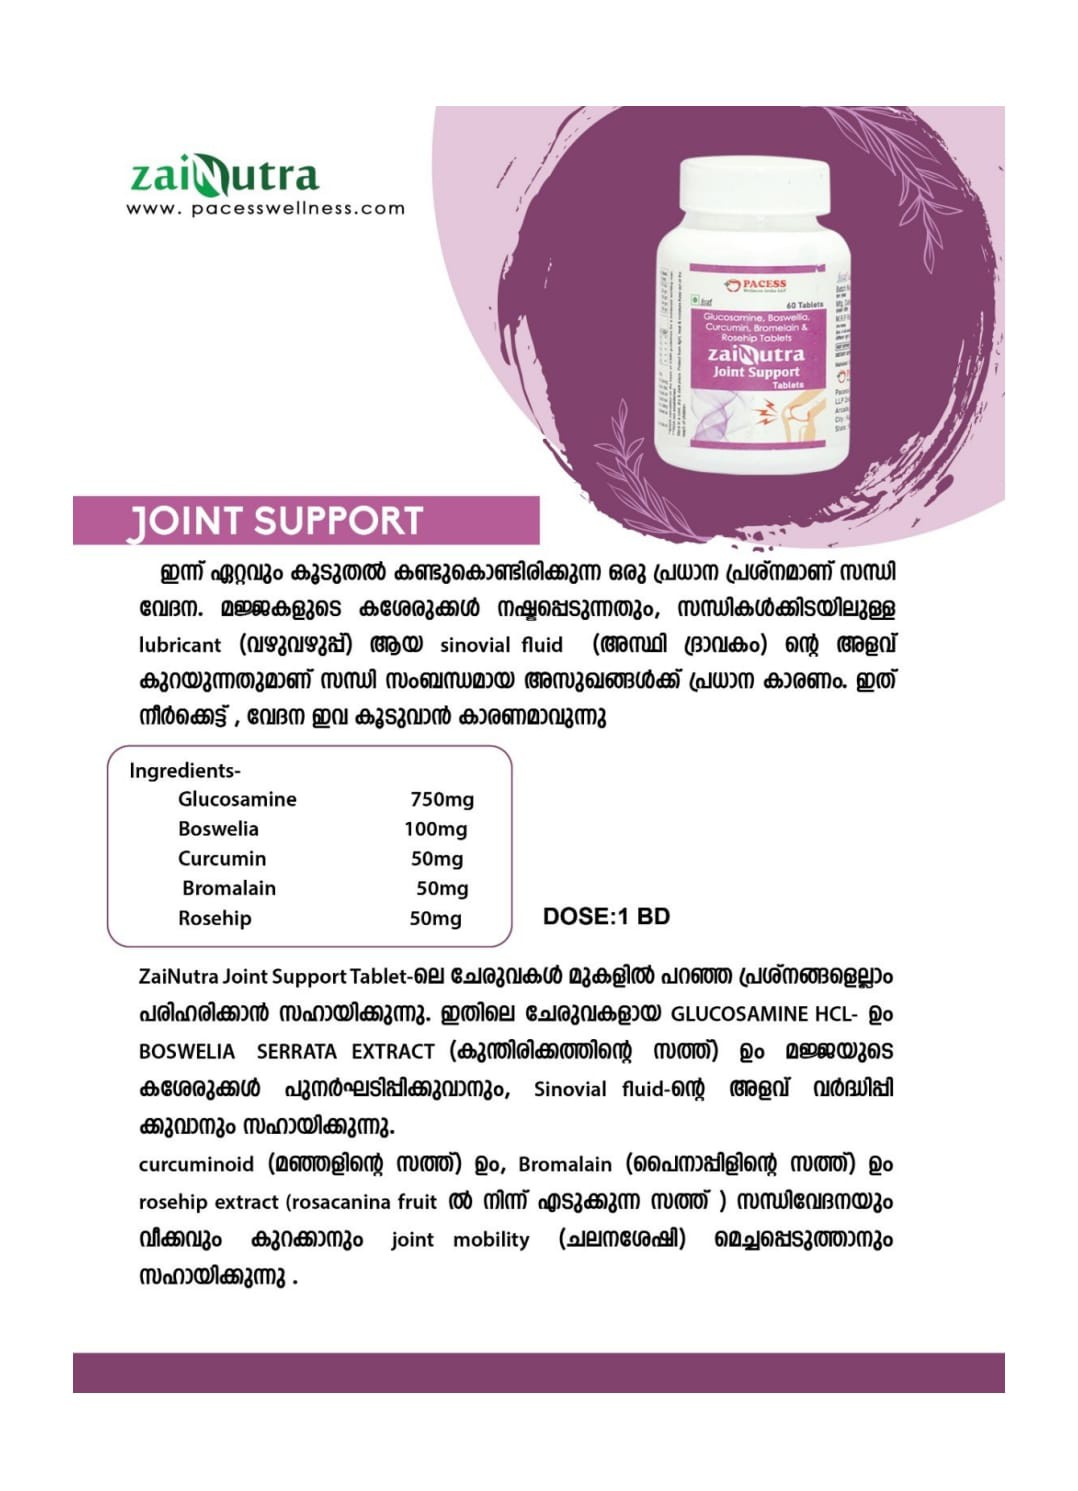 zaiNutra
www. pacesswellness.com
PACESS
60 Tablets
Glucosamine, Boswellia,
Curcumin, Bromelain &
Rosehip Tablets
zaiNutra
Joint Support
Tablets
JOINT SUPPORT
ഇന്ന് ഏറ്റവും കൂടുതൽ കണ്ടുകൊണ്ടിരിക്കുന്ന ഒരു പ്രധാന പ്രശ്നമാണ് സന്ധി
വേദന. മജ്ജകളുടെ കശേരുക്കൾ നഷ്ടപ്പെടുന്നതും, സന്ധികൾക്കിടയിലുള്ള
lubricant (വഴുവഴുപ്പ്) ആയ sinovial fluid (അസ്ഥി ദ്രാവകം) ന്റെ അളവ്
കുറയുന്നതുമാണ് സന്ധി സംബന്ധമായ അസുഖങ്ങൾക്ക് പ്രധാന കാരണം. ഇത്
നീർക്കെട്ട് , വേദന ഇവ കൂടുവാൻ കാരണമാവുന്നു
Ingredients-
Glucosamine 750mg
Boswelia 100mg
Curcumin 50mg
Bromalain 50mg
Rosehip 50mg
DOSE:1 BD
ZaiNutra Joint Support Tablet-ലെ ചേരുവകൾ മുകളിൽ പറഞ്ഞ പ്രശ്നങ്ങളെല്ലാം
പരിഹരിക്കാൻ സഹായിക്കുന്നു. ഇതിലെ ചേരുവകളായ GLUCOSAMINE HCL- ഉം
BOSWELIA SERRATA EXTRACT (കുന്തിരിക്കത്തിന്റെ സത്ത്) ഉം മജ്ജയുടെ
കശേരുക്കൾ പുനർഘടിപ്പിക്കുവാനും, Sinovial fluid-ന്റെ അളവ് വർദ്ധിപ്പി
ക്കുവാനും സഹായിക്കുന്നു.
curcuminoid (മഞ്ഞളിന്റെ സത്ത്) ഉം, Bromalain (പൈനാപ്പിളിന്റെ സത്ത്) ഉം
rosehip extract (rosacanina fruit ൽ നിന്ന് എടുക്കുന്ന സത്ത് ) സന്ധിവേദനയും
വീക്കവും കുറക്കാനും joint mobility (ചലനശേഷി) മെച്ചപ്പെടുത്താനും
സഹായിക്കുന്നു .